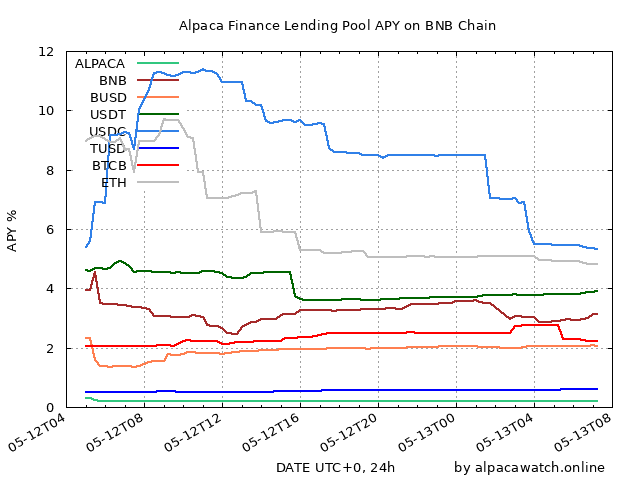 Alpaca Finance Lending Pool APY on BNB Chain
12
10
8
6
4
2
0
APY %
ALPACA
BNB
BUSD
USDT
USDC
TUSD
BTCB
ETH
05-12T04
05-12T08
05-12T12
05-12T16
05-12T20
05-13T00
05-13T04
05-13T08
DATE UTC+0, 24h
by alpacawatch.online